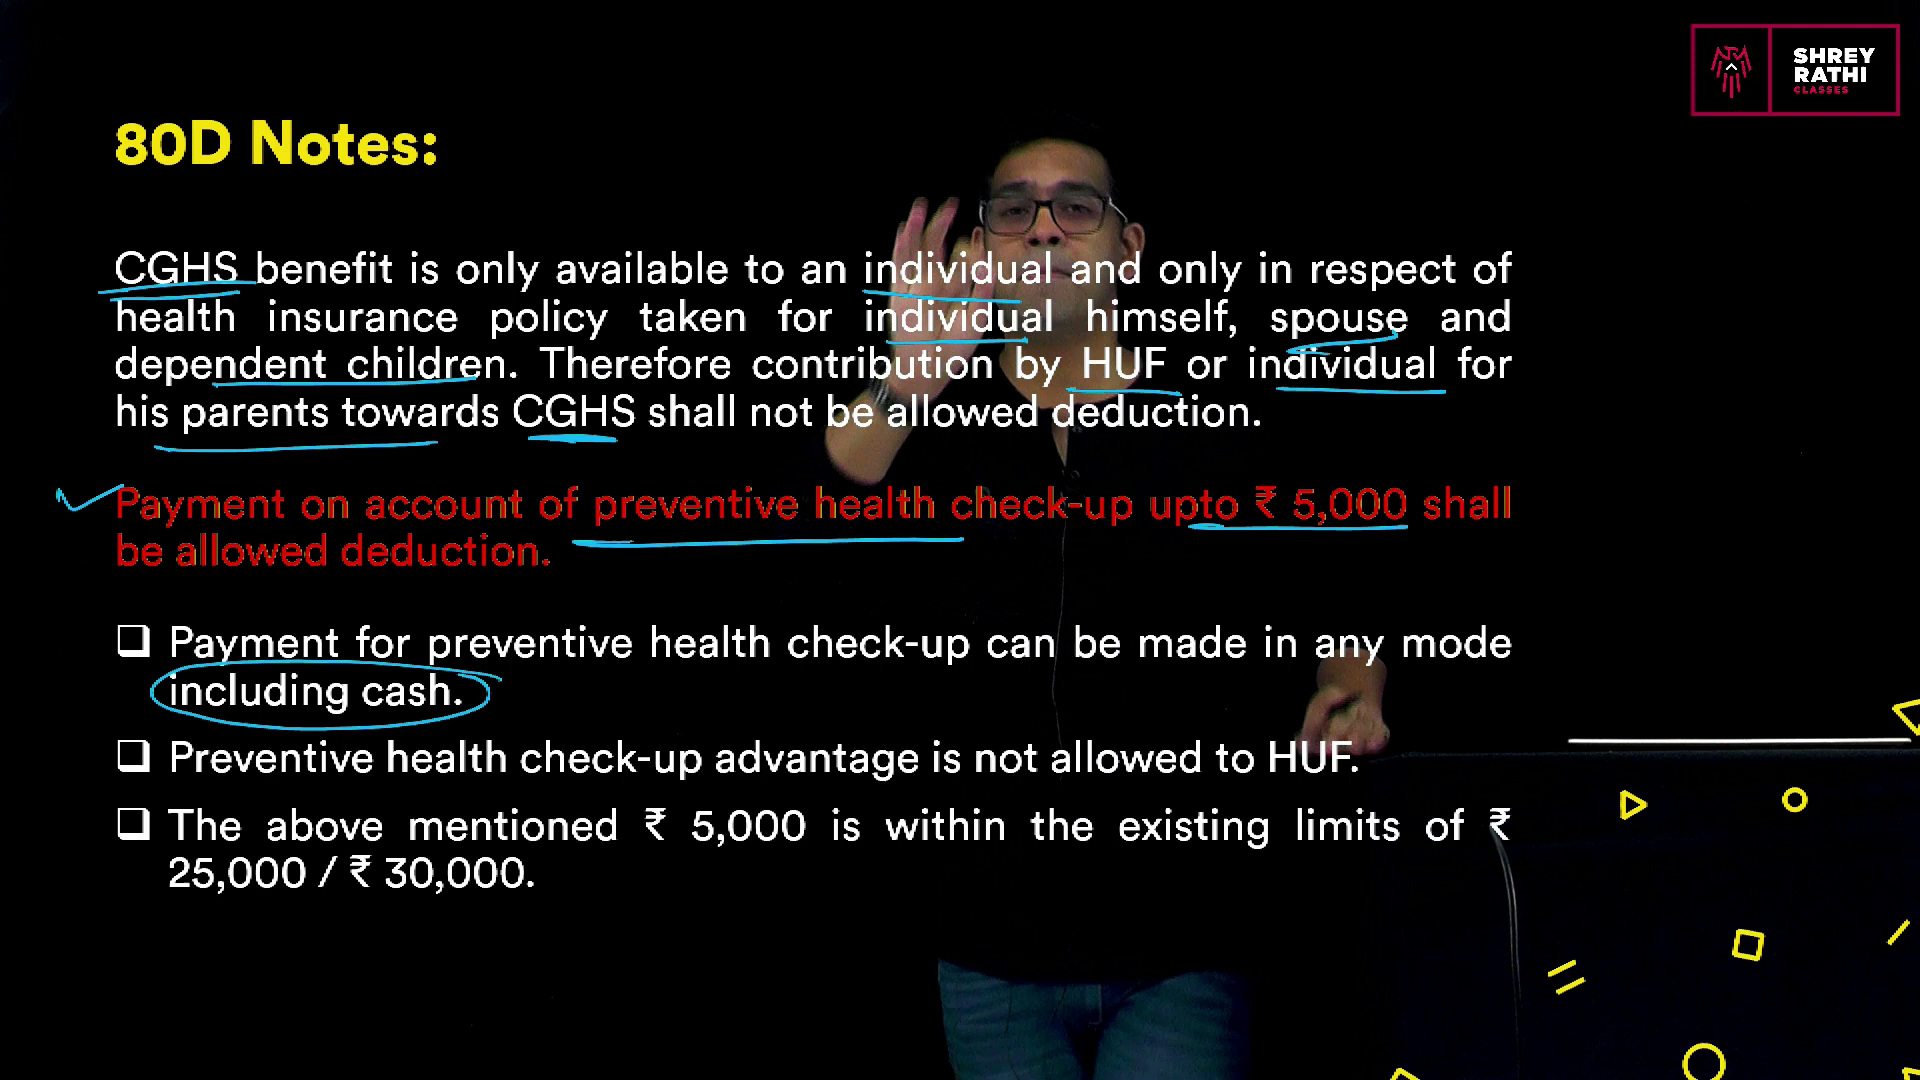 SHREY
RATHI
CLASSES
80D Notes:
CGHS benefit is only available to an individual and only in respect of
health insurance policy taken for individual himself, spouse and
dependent children. Therefore contribution by HUF or individual for
his parents towards CGHS shall not be allowed deduction.
Payment on account of preventive health check-up upto ₹ 5,000 shall
be allowed deduction.
❑ Payment for preventive health check-up can be made in any mode
including cash.
❑ Preventive health check-up advantage is not allowed to HUF.
❑ The above mentioned ₹ 5,000 is within the existing limits of ₹
25,000 / ₹ 30,000.